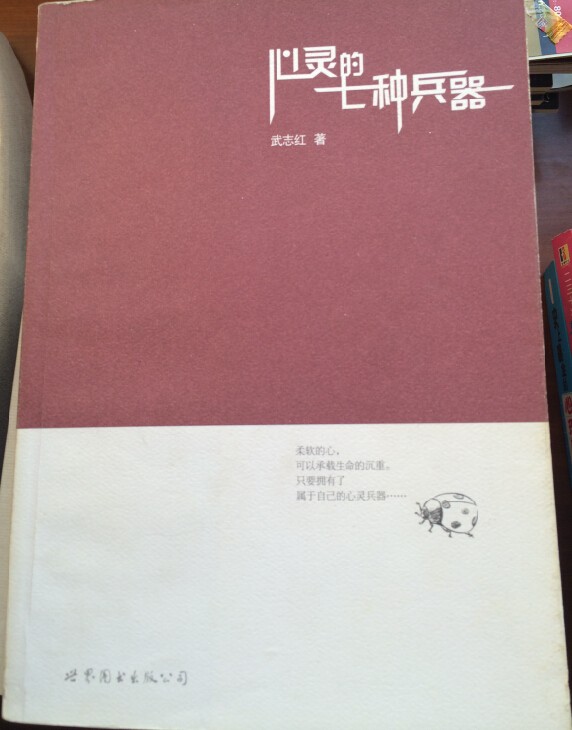 心灵的
七种兵器
武志红 著
柔软的心，
可以承载生命的沉重。
只要拥有了
属于自己的心灵兵器……
世界图书出版公司